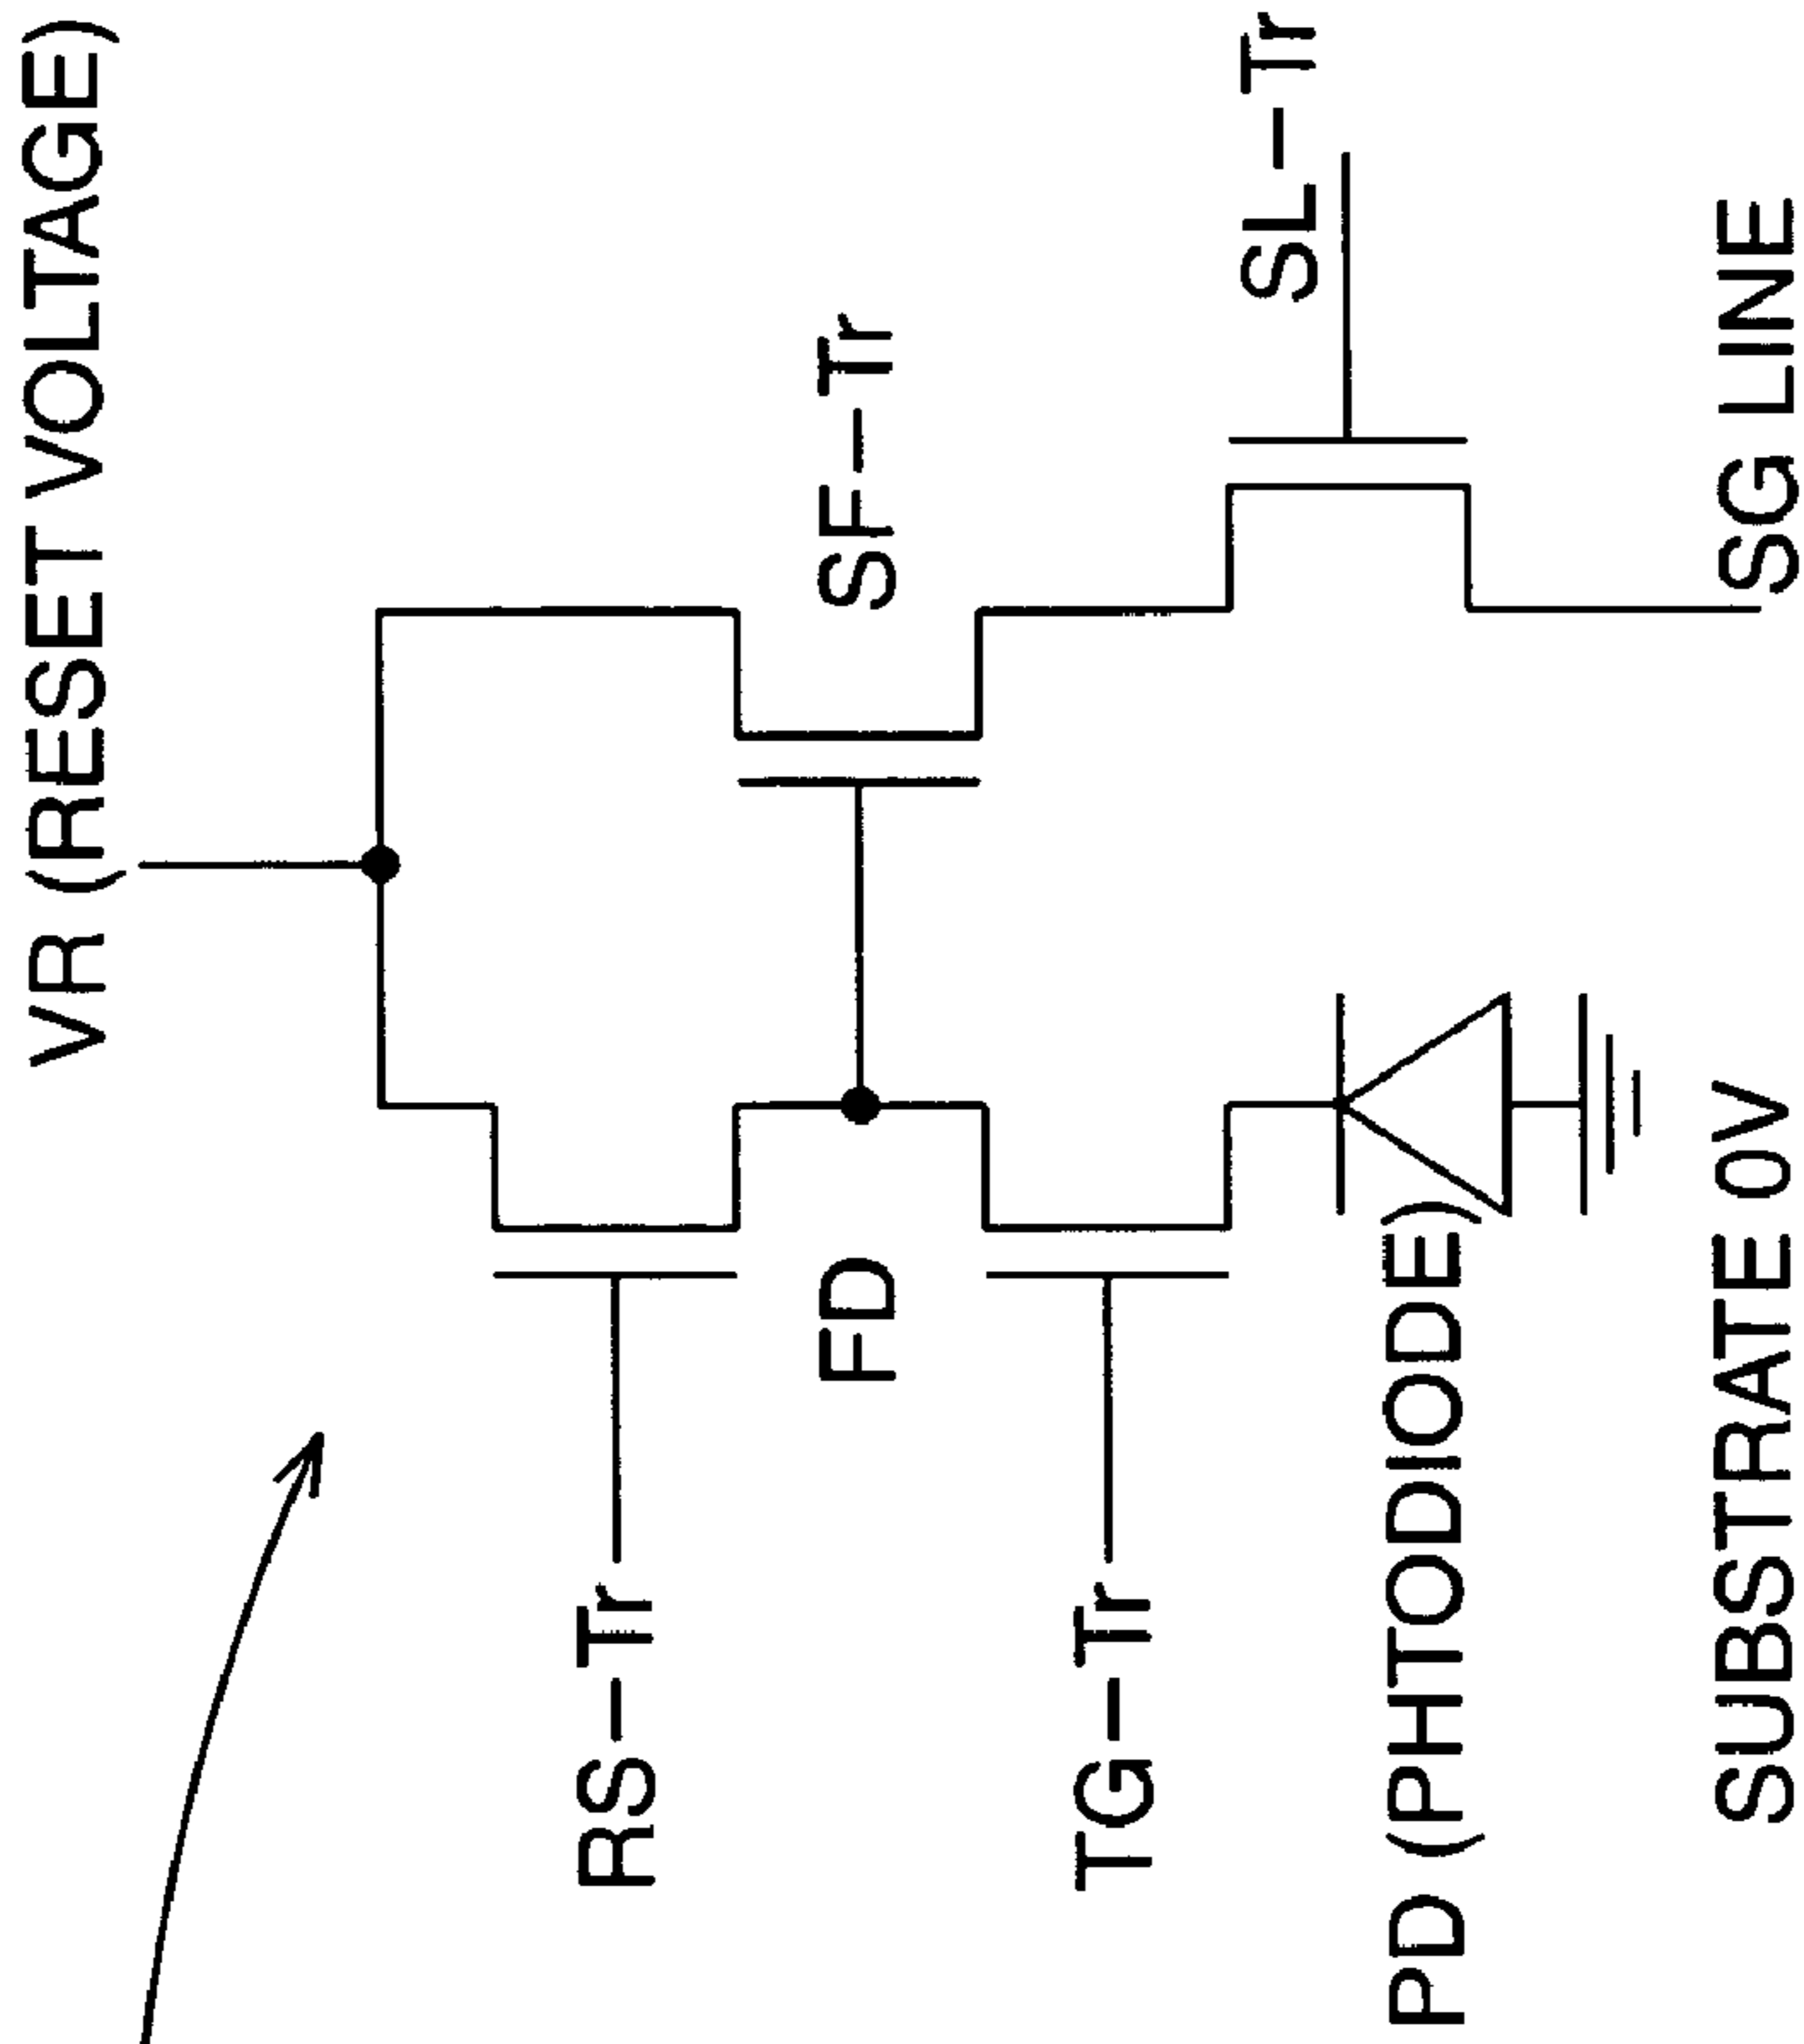 VR (RESET VOLTAGE)
RS-Tr
SF-Tr
FD
TG-Tr
SL-Tr
PD (PHTODIODE)
SUBSTRATE 0V
SG LINE